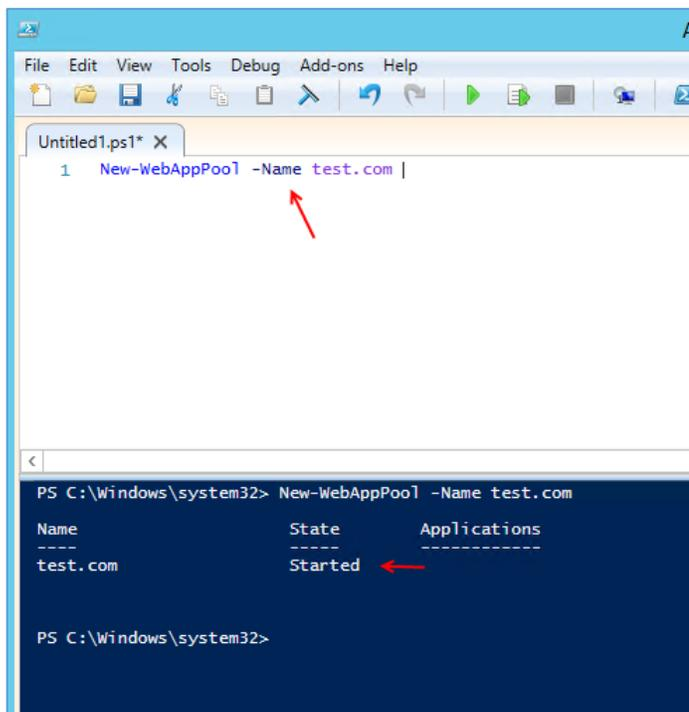 File Edit View Tools Debug Add-ons Help
Untitled1.ps1* X
1 New-WebAppPool -Name test.com
PS C:\Windows\system32> New-WebAppPool -Name test.com
Name State Applications
---- ----- ------------
test.com Started
PS C:\Windows\system32>